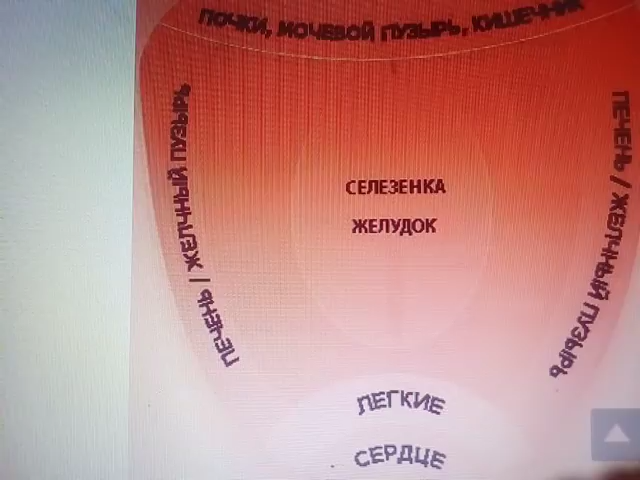 ПОЧКИ, МОЧЕВОЙ ПУЗЫРЬ, КИШЕЧНИК
ПЕЧЕНЬ / ЖЕЛЧНЫЙ ПУЗЫРЬ
ПЕЧЕНЬ / ЖЕЛЧНЫЙ ПУЗЫРЬ
СЕЛЕЗЕНКА
ЖЕЛУДОК
ЛЕГКИЕ
СЕРДЦЕ